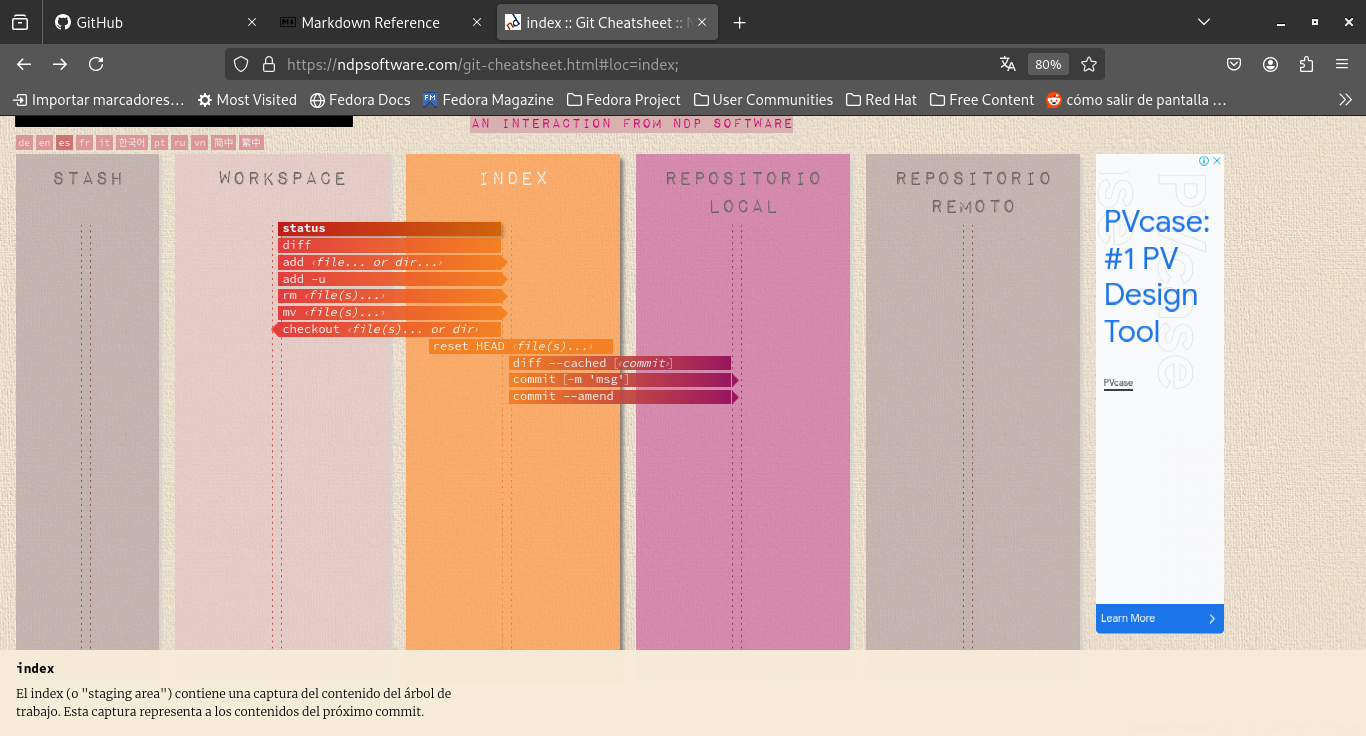 GitHub
Markdown Reference
index :: Git Cheatsheet :: N
https://ndpsoftware.com/git-cheatsheet.html#loc=index;
80%
Importar marcadores…
Most Visited
Fedora Docs
Fedora Magazine
Fedora Project
User Communities
Red Hat
Free Content
cómo salir de pantalla …
AN INTERACTION FROM NDP SOFTWARE
de en es fr it 한국어 pt ru vn 简中 繁中
STASH
WORKSPACE
INDEX
REPOSITORIO
LOCAL
REPOSITORIO
REMOTO
status
diff
add ‹file... or dir...›
add -u
rm ‹file(s)...›
mv ‹file(s)...›
checkout ‹file(s)... or dir›
reset HEAD ‹file(s)...›
diff --cached [‹commit›]
commit [-m 'msg']
commit --amend
PVcase:
#1 PV
Design
Tool
PVcase
Learn More
index
El index (o "staging area") contiene una captura del contenido del árbol de
trabajo. Esta captura representa a los contenidos del próximo commit.